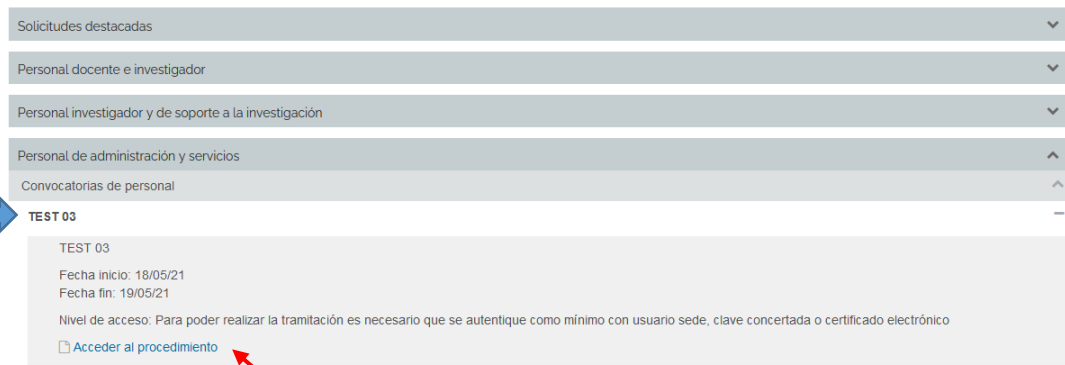 Solicitudes destacadas
Personal docente e investigador
Personal investigador y de soporte a la investigación
Personal de administración y servicios
Convocatorias de personal
TEST 03
TEST 03
Fecha inicio: 18/05/21
Fecha fin: 19/05/21
Nivel de acceso: Para poder realizar la tramitación es necesario que se autentique como mínimo con usuario sede, clave concertada o certificado electrónico
Acceder al procedimiento